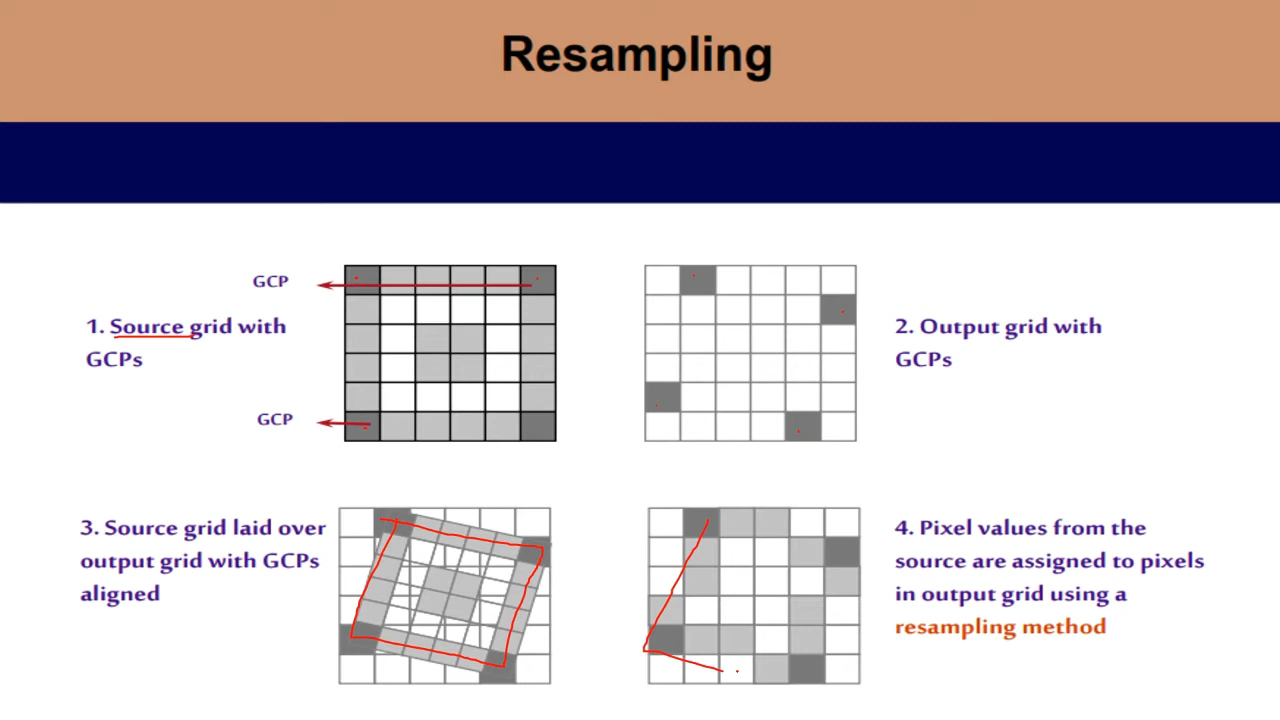 Resampling
GCP
1. Source grid with
GCPs
GCP
2. Output grid with
GCPs
3. Source grid laid over
output grid with GCPs
aligned
4. Pixel values from the
source are assigned to pixels
in output grid using a
resampling method